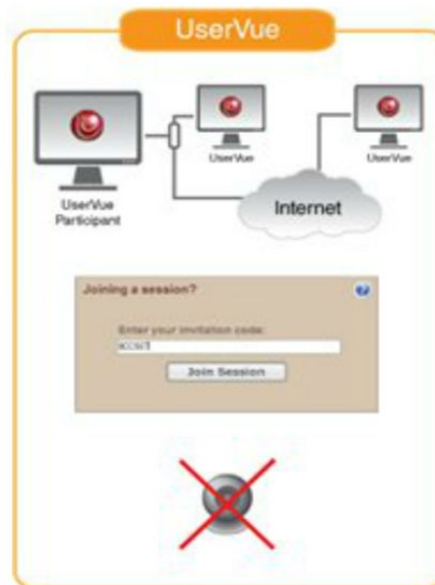 UserVue
UserVue
UserVue
UserVue
Participant
Internet
Joining a session?
Enter your invitation code:
Join Session